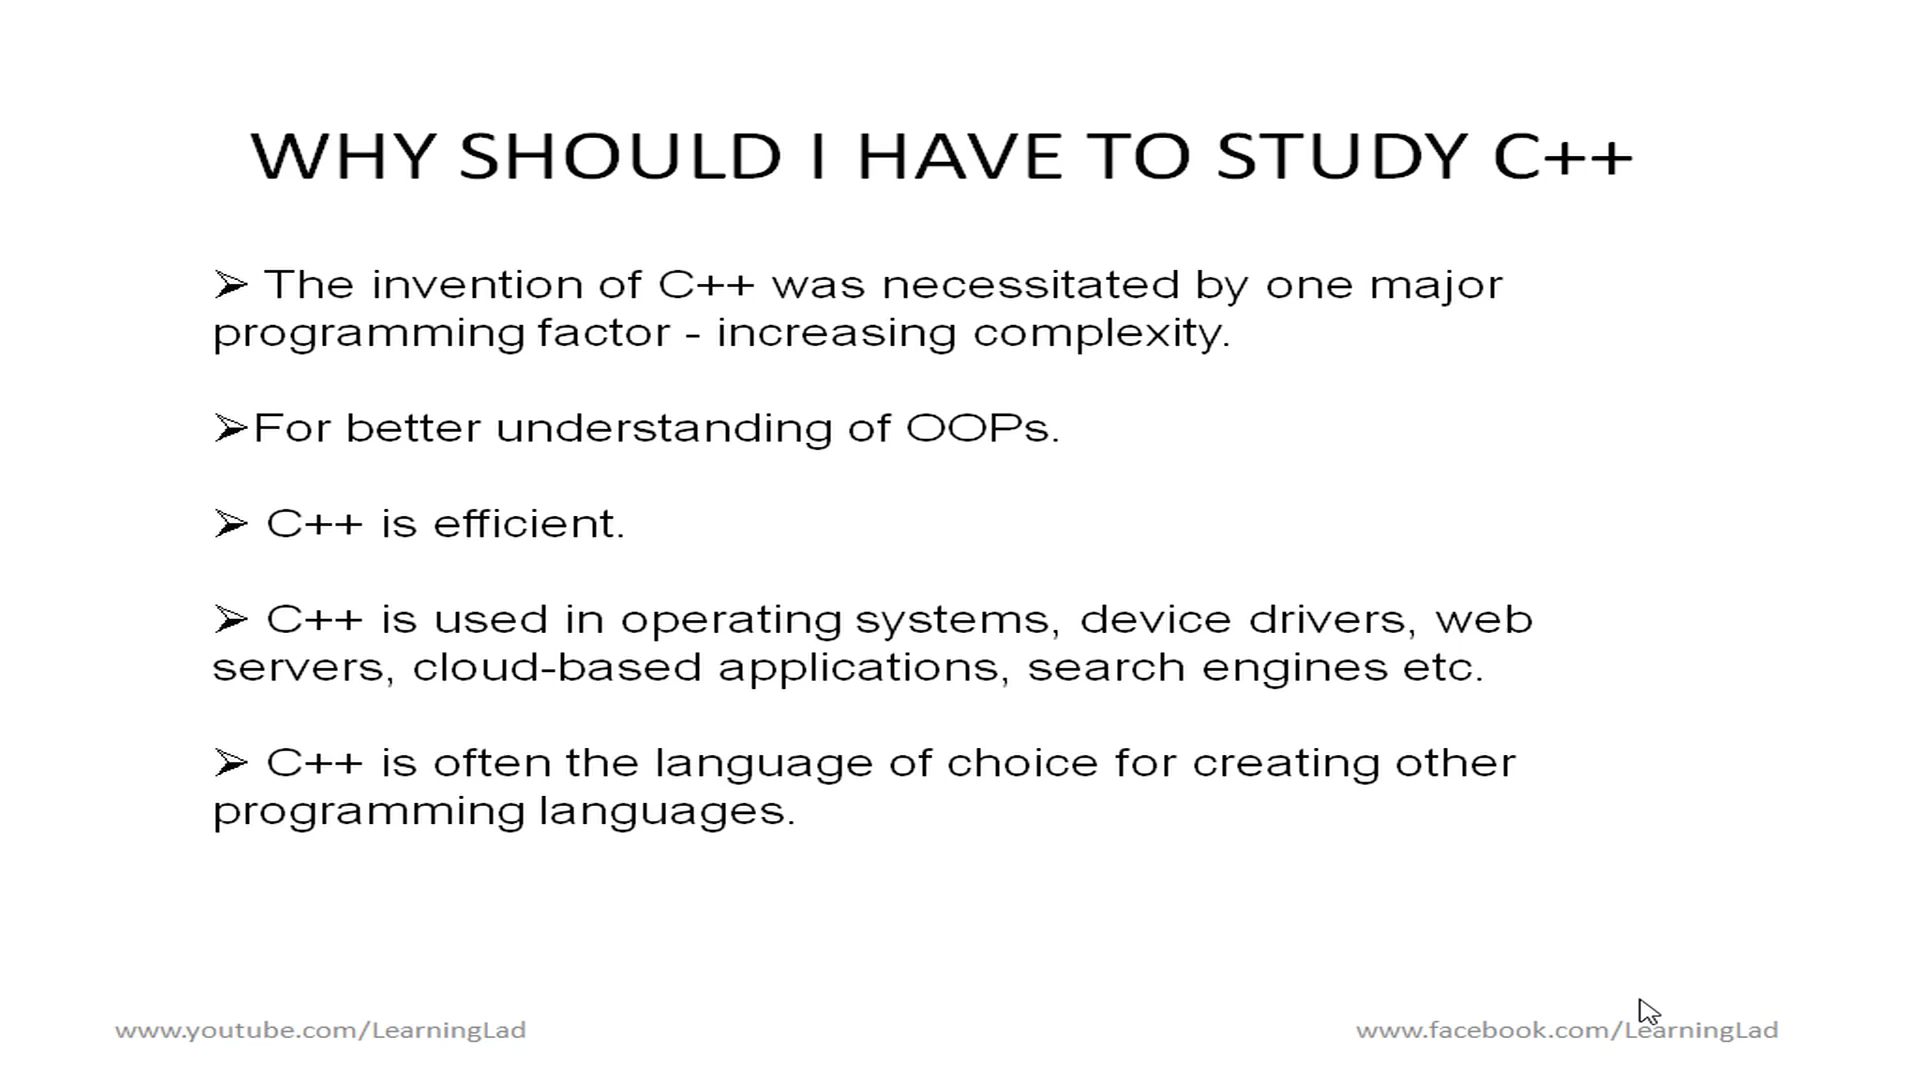 WHY SHOULD I HAVE TO STUDY C++
➢ The invention of C++ was necessitated by one major
programming factor - increasing complexity.
➢For better understanding of OOPs.
➢ C++ is efficient.
➢ C++ is used in operating systems, device drivers, web
servers, cloud-based applications, search engines etc.
➢ C++ is often the language of choice for creating other
programming languages.
www.youtube.com/LearningLad
www.facebook.com/LearningLad